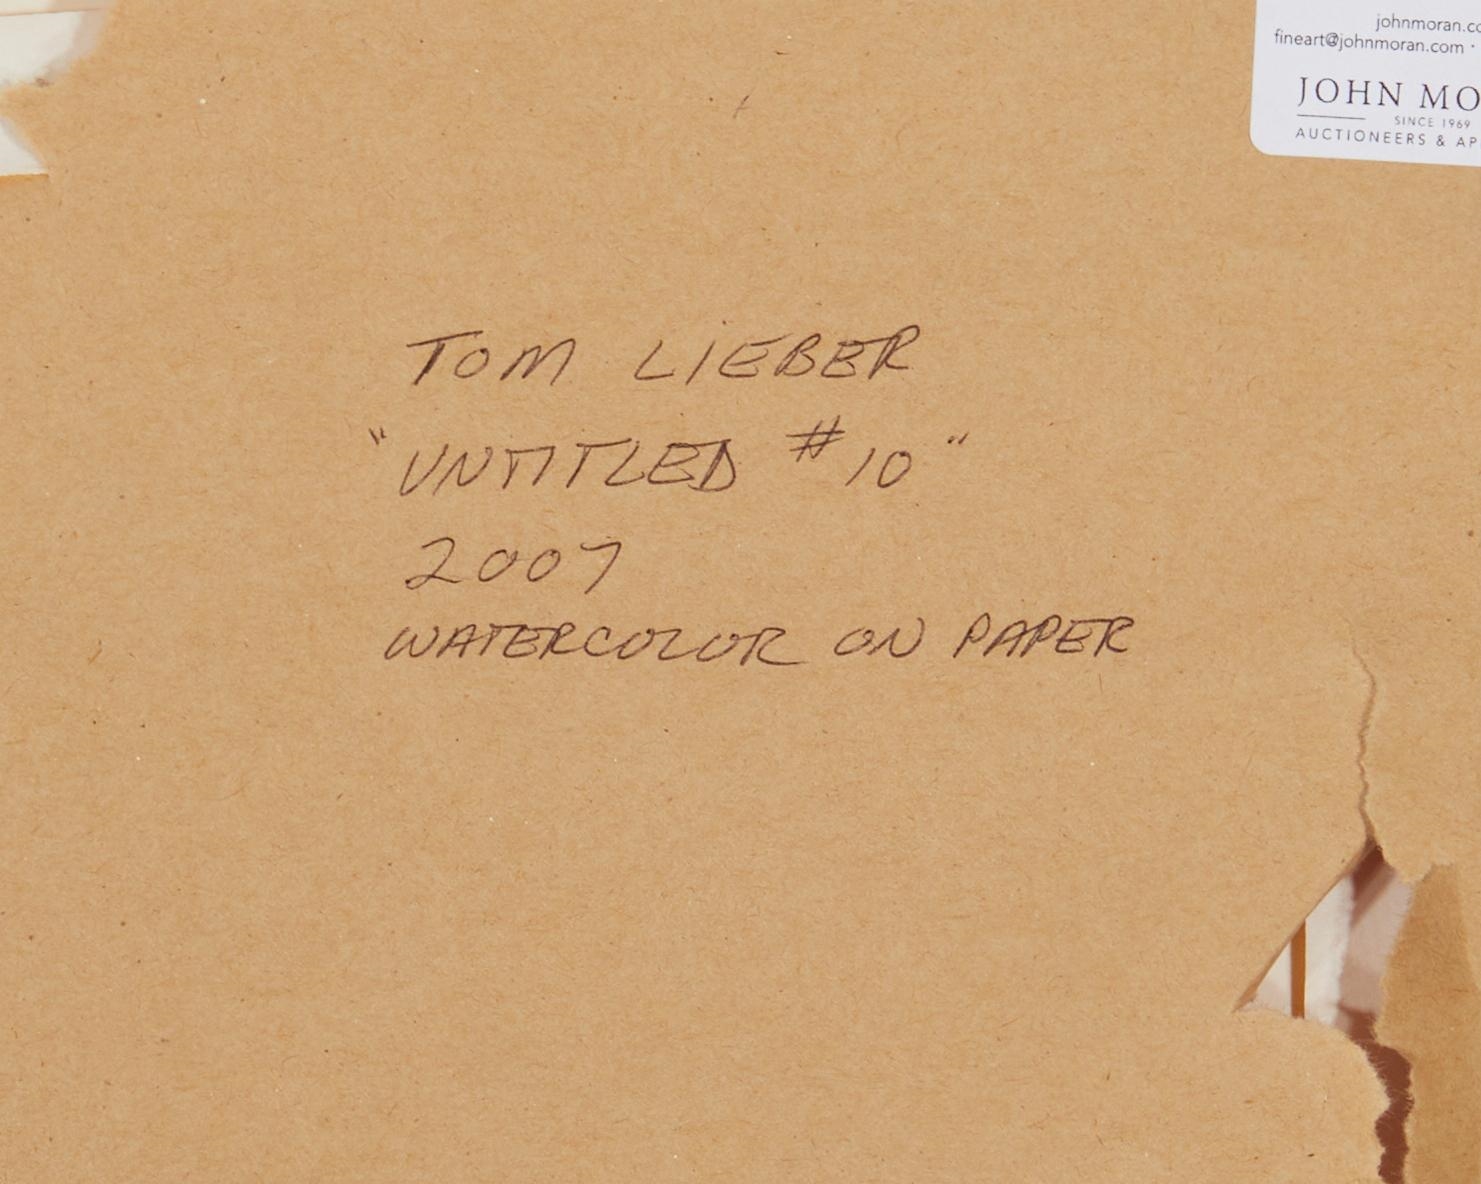 johnmoran.co
fineart@johnmoran.com ·
JOHN MO
SINCE 1969
AUCTIONEERS & AP
TOM LIEBER
"UNTITLED #10"
2007
WATERCOLOR ON PAPER